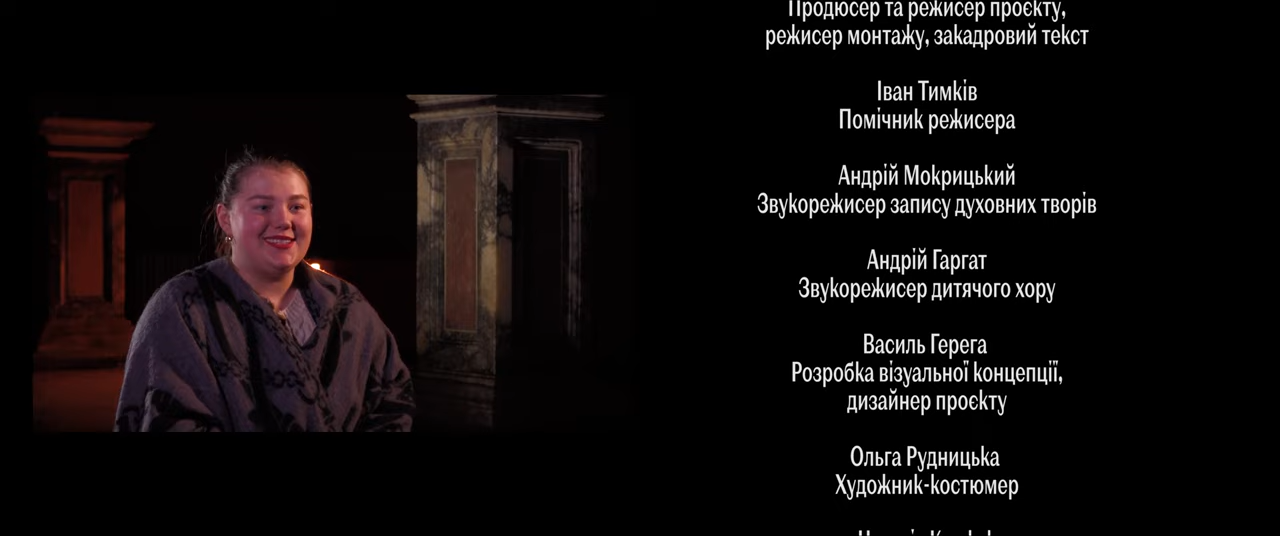 Продюсер та режисер проєкту,
режисер монтажу, закадровий текст
Іван Тимків
Помічник режисера
Андрій Мокрицький
Звукорежисер запису духовних творів
Андрій Гаргат
Звукорежисер дитячого хору
Василь Герега
Розробка візуальної концепції,
дизайнер проєкту
Ольга Рудницька
Художник-костюмер